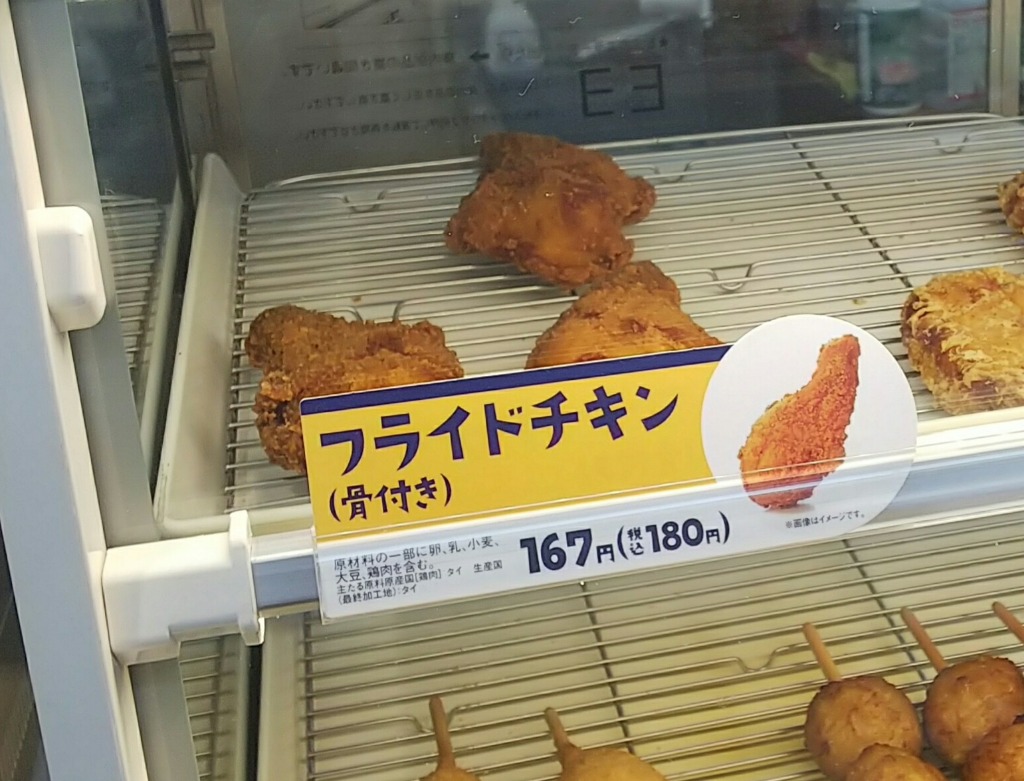 フライドチキン
(骨付き)
167円(税込180円)
※画像はイメージです。
原材料の一部に卵、乳、小麦、
大豆、鶏肉を含む。
主たる原料原産国[鶏肉] タイ 生産国
(最終加工地):タイ